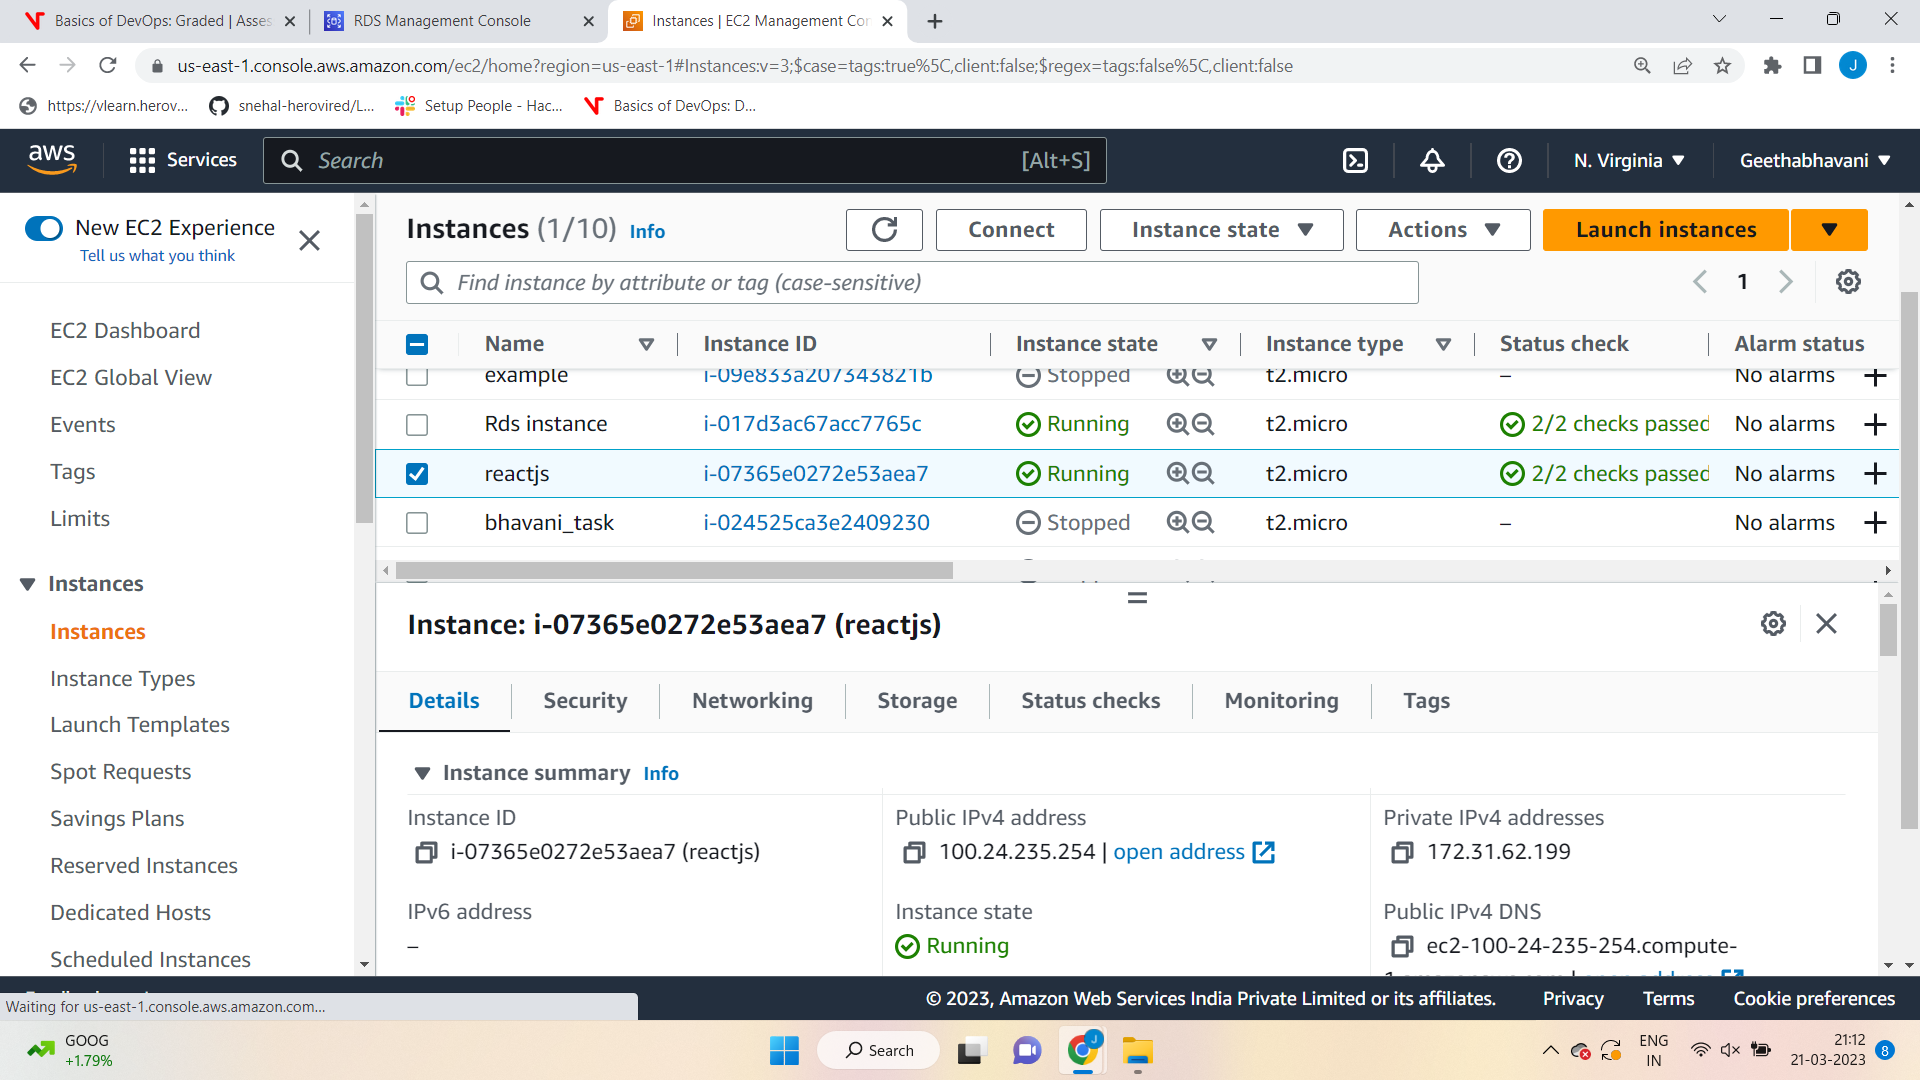 Basics of DevOps: Graded | Asses
RDS Management Console
Instances | EC2 Management Con
us-east-1.console.aws.amazon.com/ec2/home?region=us-east-1#Instances:v=3;$case=tags:true%5C,client:false;$regex=tags:false%5C,client:false
J
https://vlearn.herov...
snehal-herovired/L...
Setup People - Hac...
Basics of DevOps: D...
aws
Services
Search
[Alt+S]
N. Virginia
Geethabhavani
New EC2 Experience
Tell us what you think
EC2 Dashboard
EC2 Global View
Events
Tags
Limits
Instances
Instances
Instance Types
Launch Templates
Spot Requests
Savings Plans
Reserved Instances
Dedicated Hosts
Scheduled Instances
Instances (1/10) Info
Connect
Instance state
Actions
Launch instances
Find instance by attribute or tag (case-sensitive)
1
Name Instance ID Instance state Instance type Status check Alarm status
example i-09e833a207343821b Stopped t2.micro – No alarms
Rds instance i-017d3ac67acc7765c Running t2.micro 2/2 checks passed No alarms
reactjs i-07365e0272e53aea7 Running t2.micro 2/2 checks passed No alarms
bhavani_task i-024525ca3e2409230 Stopped t2.micro – No alarms
Instance: i-07365e0272e53aea7 (reactjs)
Details Security Networking Storage Status checks Monitoring Tags
Instance summary Info
Instance ID
i-07365e0272e53aea7 (reactjs)
Public IPv4 address
100.24.235.254 | open address
Private IPv4 addresses
172.31.62.199
IPv6 address
–
Instance state
Running
Public IPv4 DNS
ec2-100-24-235-254.compute-
Waiting for us-east-1.console.aws.amazon.com...
© 2023, Amazon Web Services India Private Limited or its affiliates.
Privacy
Terms
Cookie preferences
GOOG
+1.79%
Search
J
ENG
IN
21:12
21-03-2023
8